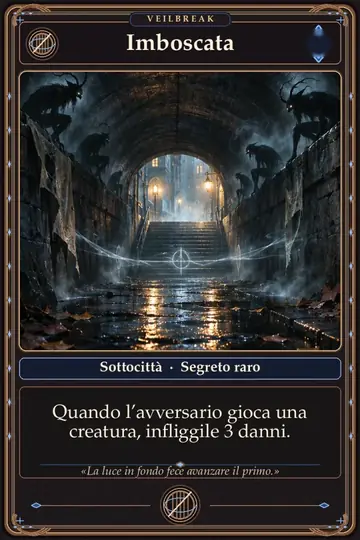 VEILBREAK
Imboscata
Sottocittà · Segreto raro
Quando l’avversario gioca una
creatura, infliggile 3 danni.
«La luce in fondo fece avanzare il primo.»